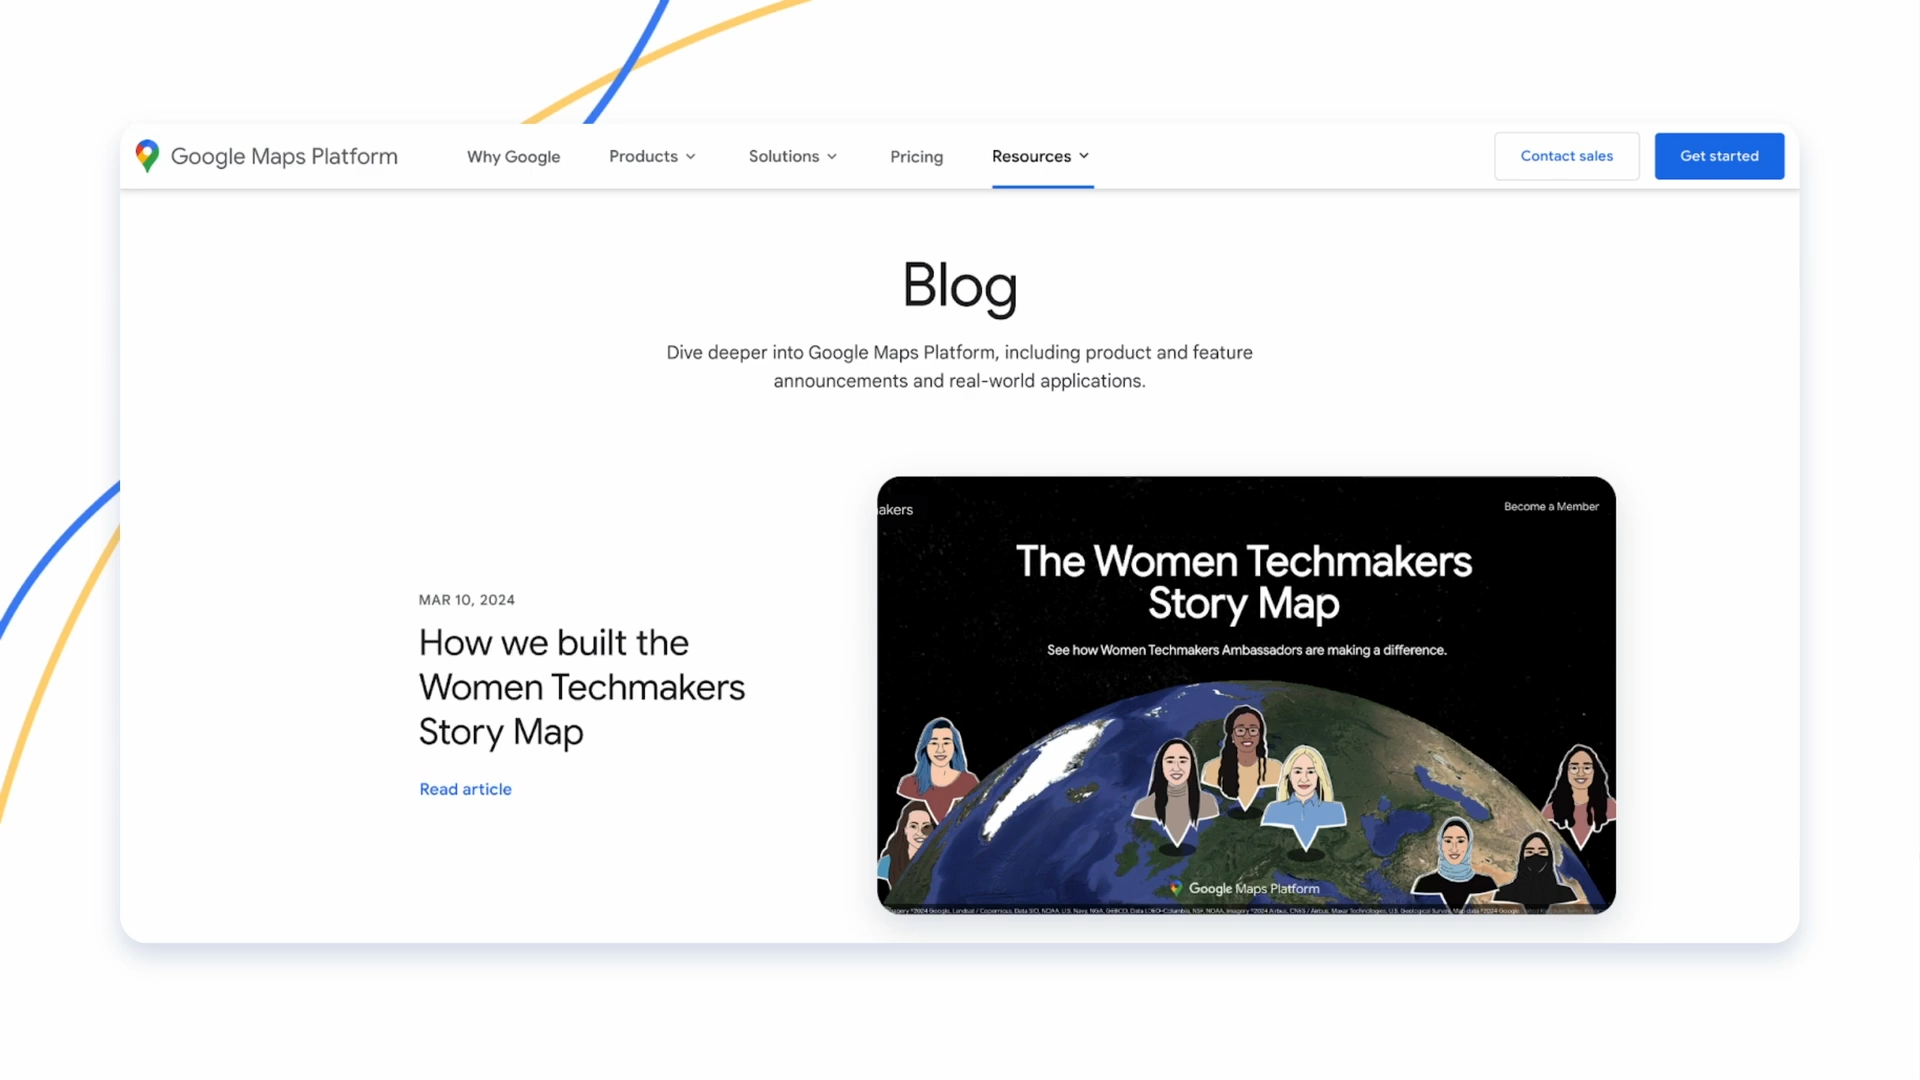 Google Maps Platform
Why Google
Products
Solutions
Pricing
Resources
Contact sales
Get started
Blog
Dive deeper into Google Maps Platform, including product and feature
announcements and real-world applications.
MAR 10, 2024
How we built the
Women Techmakers
Story Map
Read article
akers
Become a Member
The Women Techmakers
Story Map
See how Women Techmakers Ambassadors are making a difference.
Google Maps Platform